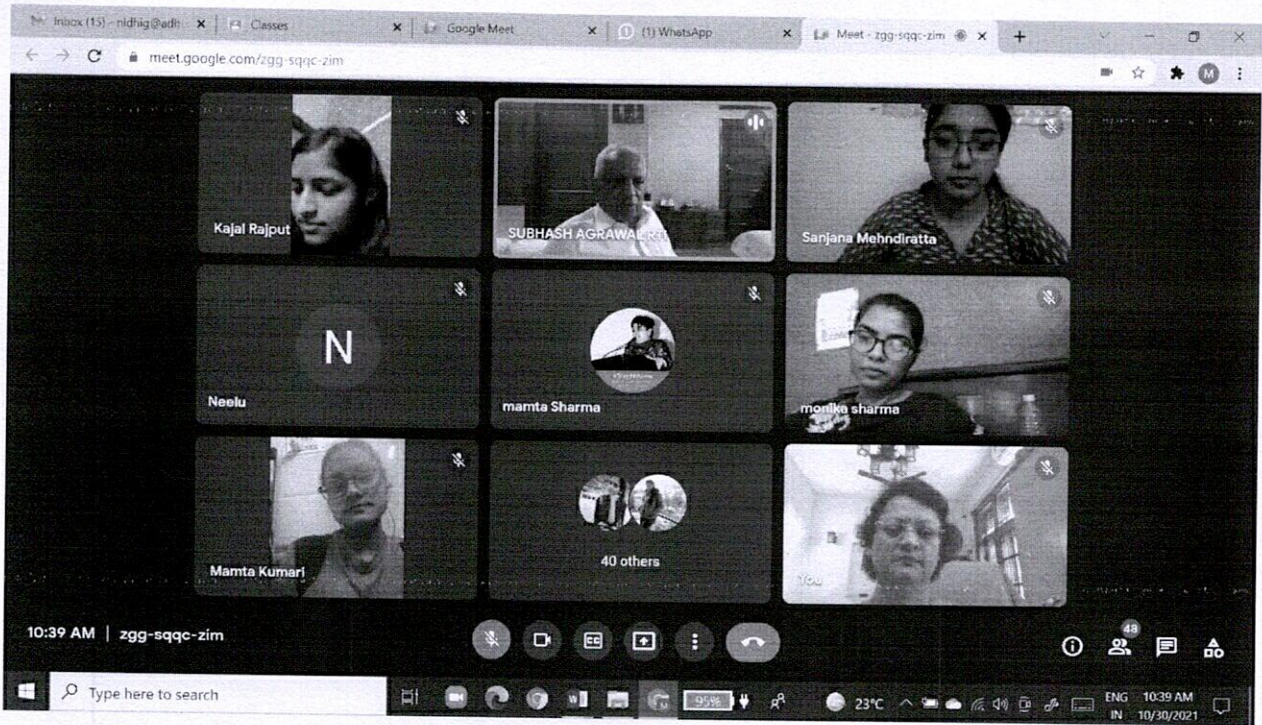 Inbox (15) - nidhig@adit
Classes
Google Meet
(1) WhatsApp
Meet - zgg-sqqc-zim
meet.google.com/zgg-sqqc-zim
M
Kajal Rajput
SUBHASH AGRAWAL RTI
Sanjana Mehndiratta
N
Neelu
mamta Sharma
monika sharma
Mamta Kumari
40 others
You
10:39 AM | zgg-sqqc-zim
48
Type here to search
95%
23°C
ENG
IN
10:39 AM
10/30/2021